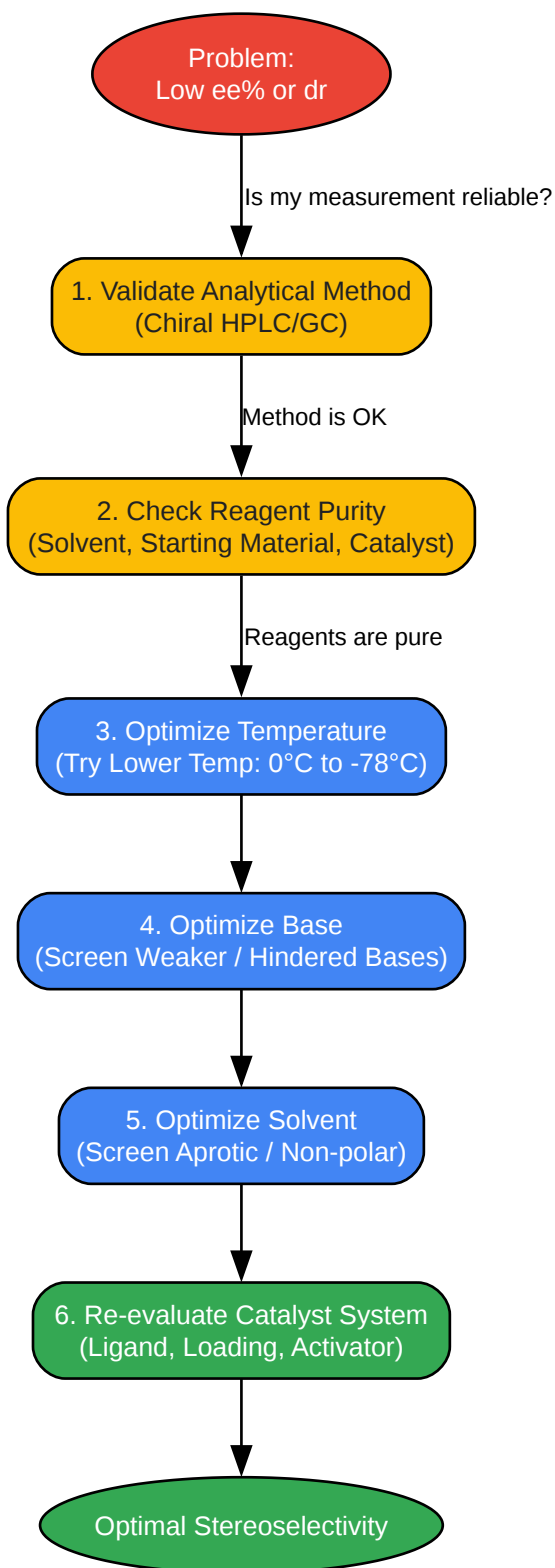 Problem:
Low ee% or dr
Is my measurement reliable?
1. Validate Analytical Method
(Chiral HPLC/GC)
Method is OK
2. Check Reagent Purity
(Solvent, Starting Material, Catalyst)
Reagents are pure
3. Optimize Temperature
(Try Lower Temp: 0°C to -78°C)
4. Optimize Base
(Screen Weaker / Hindered Bases)
5. Optimize Solvent
(Screen Aprotic / Non-polar)
6. Re-evaluate Catalyst System
(Ligand, Loading, Activator)
Optimal Stereoselectivity